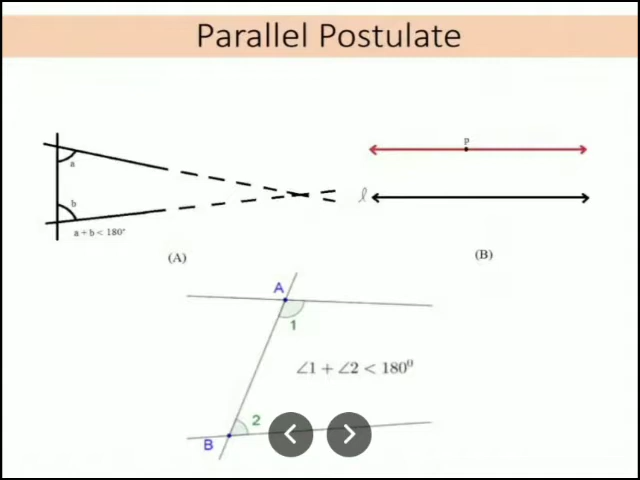 Parallel Postulate
a
b
a + b < 180°
(A)
P
l
(B)
A
1
∠1 + ∠2 < 180⁰
2
B